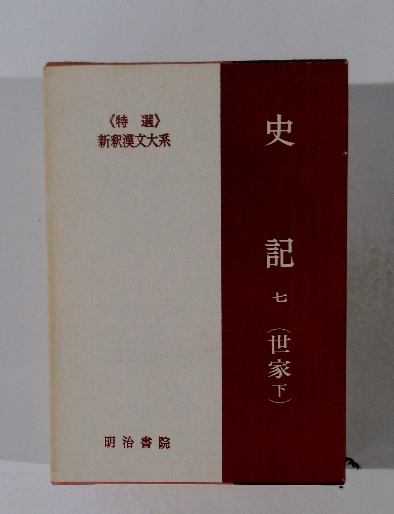 史記 七 (世家 下)
《特選》
新釈漢文大系
明治書院